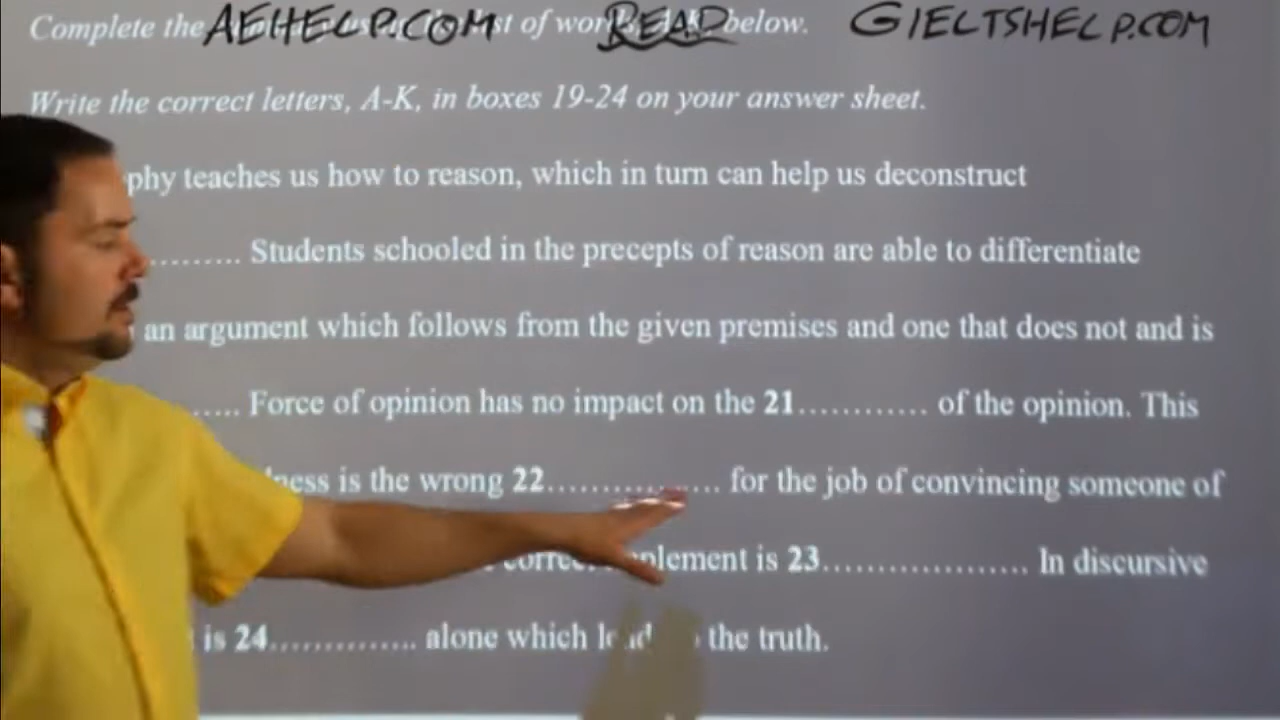 AEHELP.COM READ GIELTSHELP.COM
Complete the list of below.
Write the correct letters, A-K, in boxes 19-24 on your answer sheet.
phy teaches us how to reason, which in turn can help us deconstruct
.......... Students schooled in the precepts of reason are able to differentiate
an argument which follows from the given premises and one that does not and is
..... Force of opinion has no impact on the 21............ of the opinion. This
ness is the wrong 22................ for the job of convincing someone of
plement is 23................... In discursive
is 24............... alone which the truth.